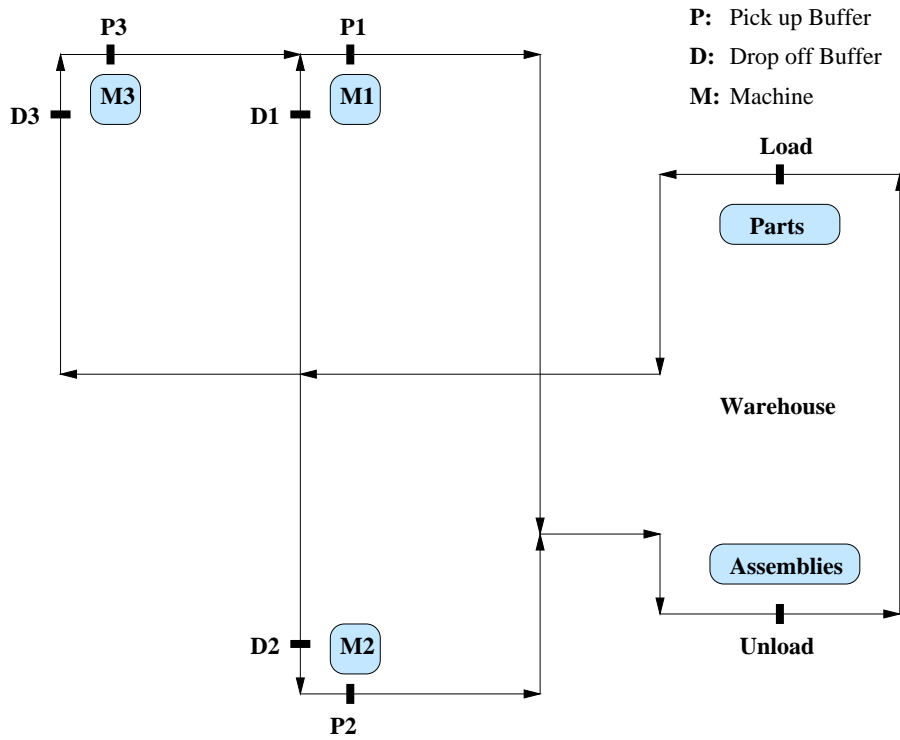 P3
P1
P: Pick up Buffer
D: Drop off Buffer
M: Machine
M3
M1
D3
D1
Load
Parts
Warehouse
Assemblies
D2
M2
Unload
P2